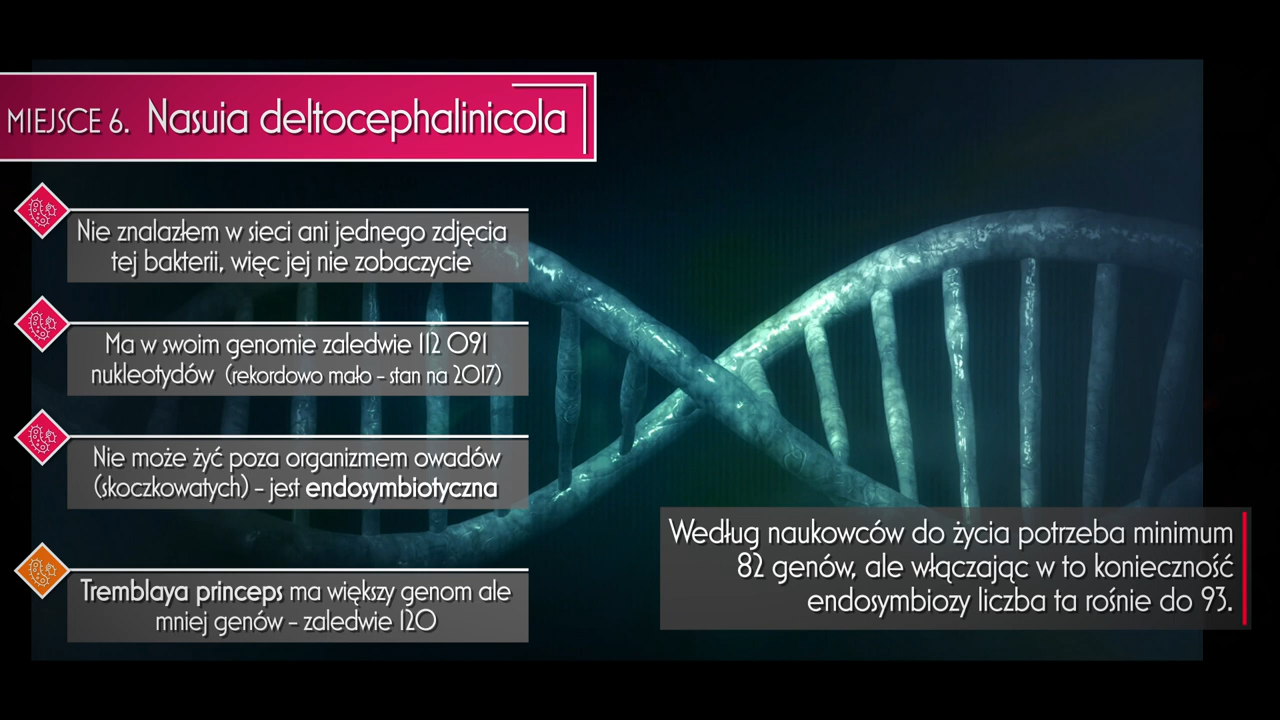 MIEJSCE 6. Nasuia deltocephalinicola
Nie znalazłem w sieci ani jednego zdjęcia
tej bakterii, więc jej nie zobaczycie
Ma w swoim genomie zaledwie 112 091
nukleotydów (rekordowo mało - stan na 2017)
Nie może żyć poza organizmem owadów
(skoczkowatych) - jest endosymbiotyczna
Tremblaya princeps ma większy genom ale
mniej genów - zaledwie 120
Według naukowców do życia potrzeba minimum
82 genów, ale włączając w to konieczność
endosymbiozy liczba ta rośnie do 93.